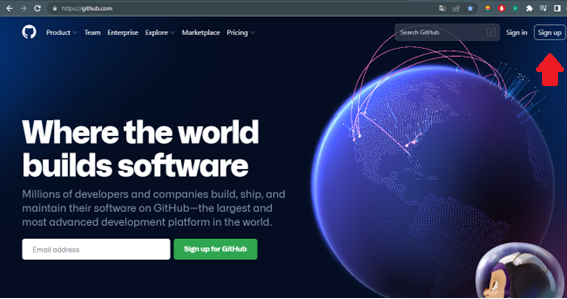 https://github.com
Product Team Enterprise Explore Marketplace Pricing
Search GitHub /
Sign in
Sign up
Where the world
builds software
Millions of developers and companies build, ship, and
maintain their software on GitHub—the largest and
most advanced development platform in the world.
Email address
Sign up for GitHub